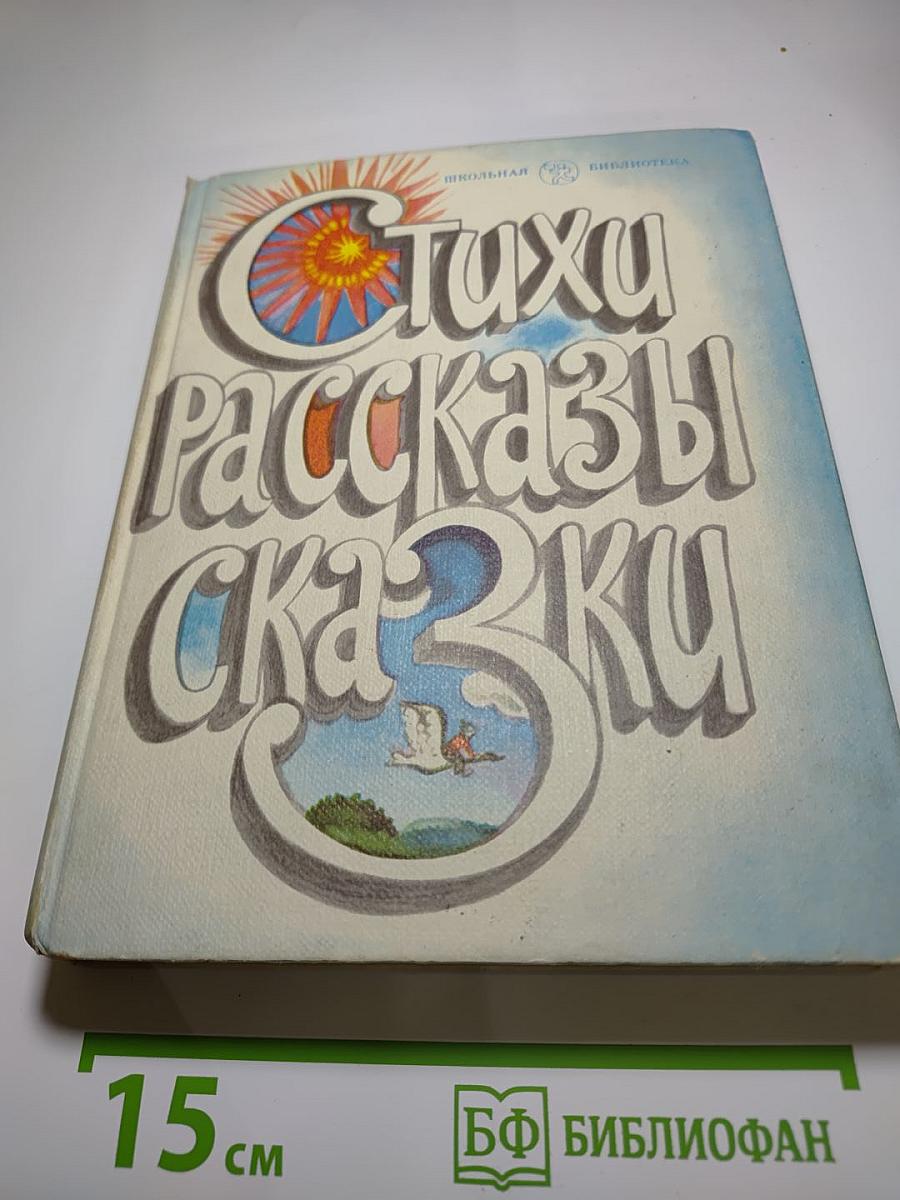 ШКОЛЬНАЯ БИБЛИОТЕКА
Стихи
рассказы
сказки
15 см
БФ БИБЛИОФАН